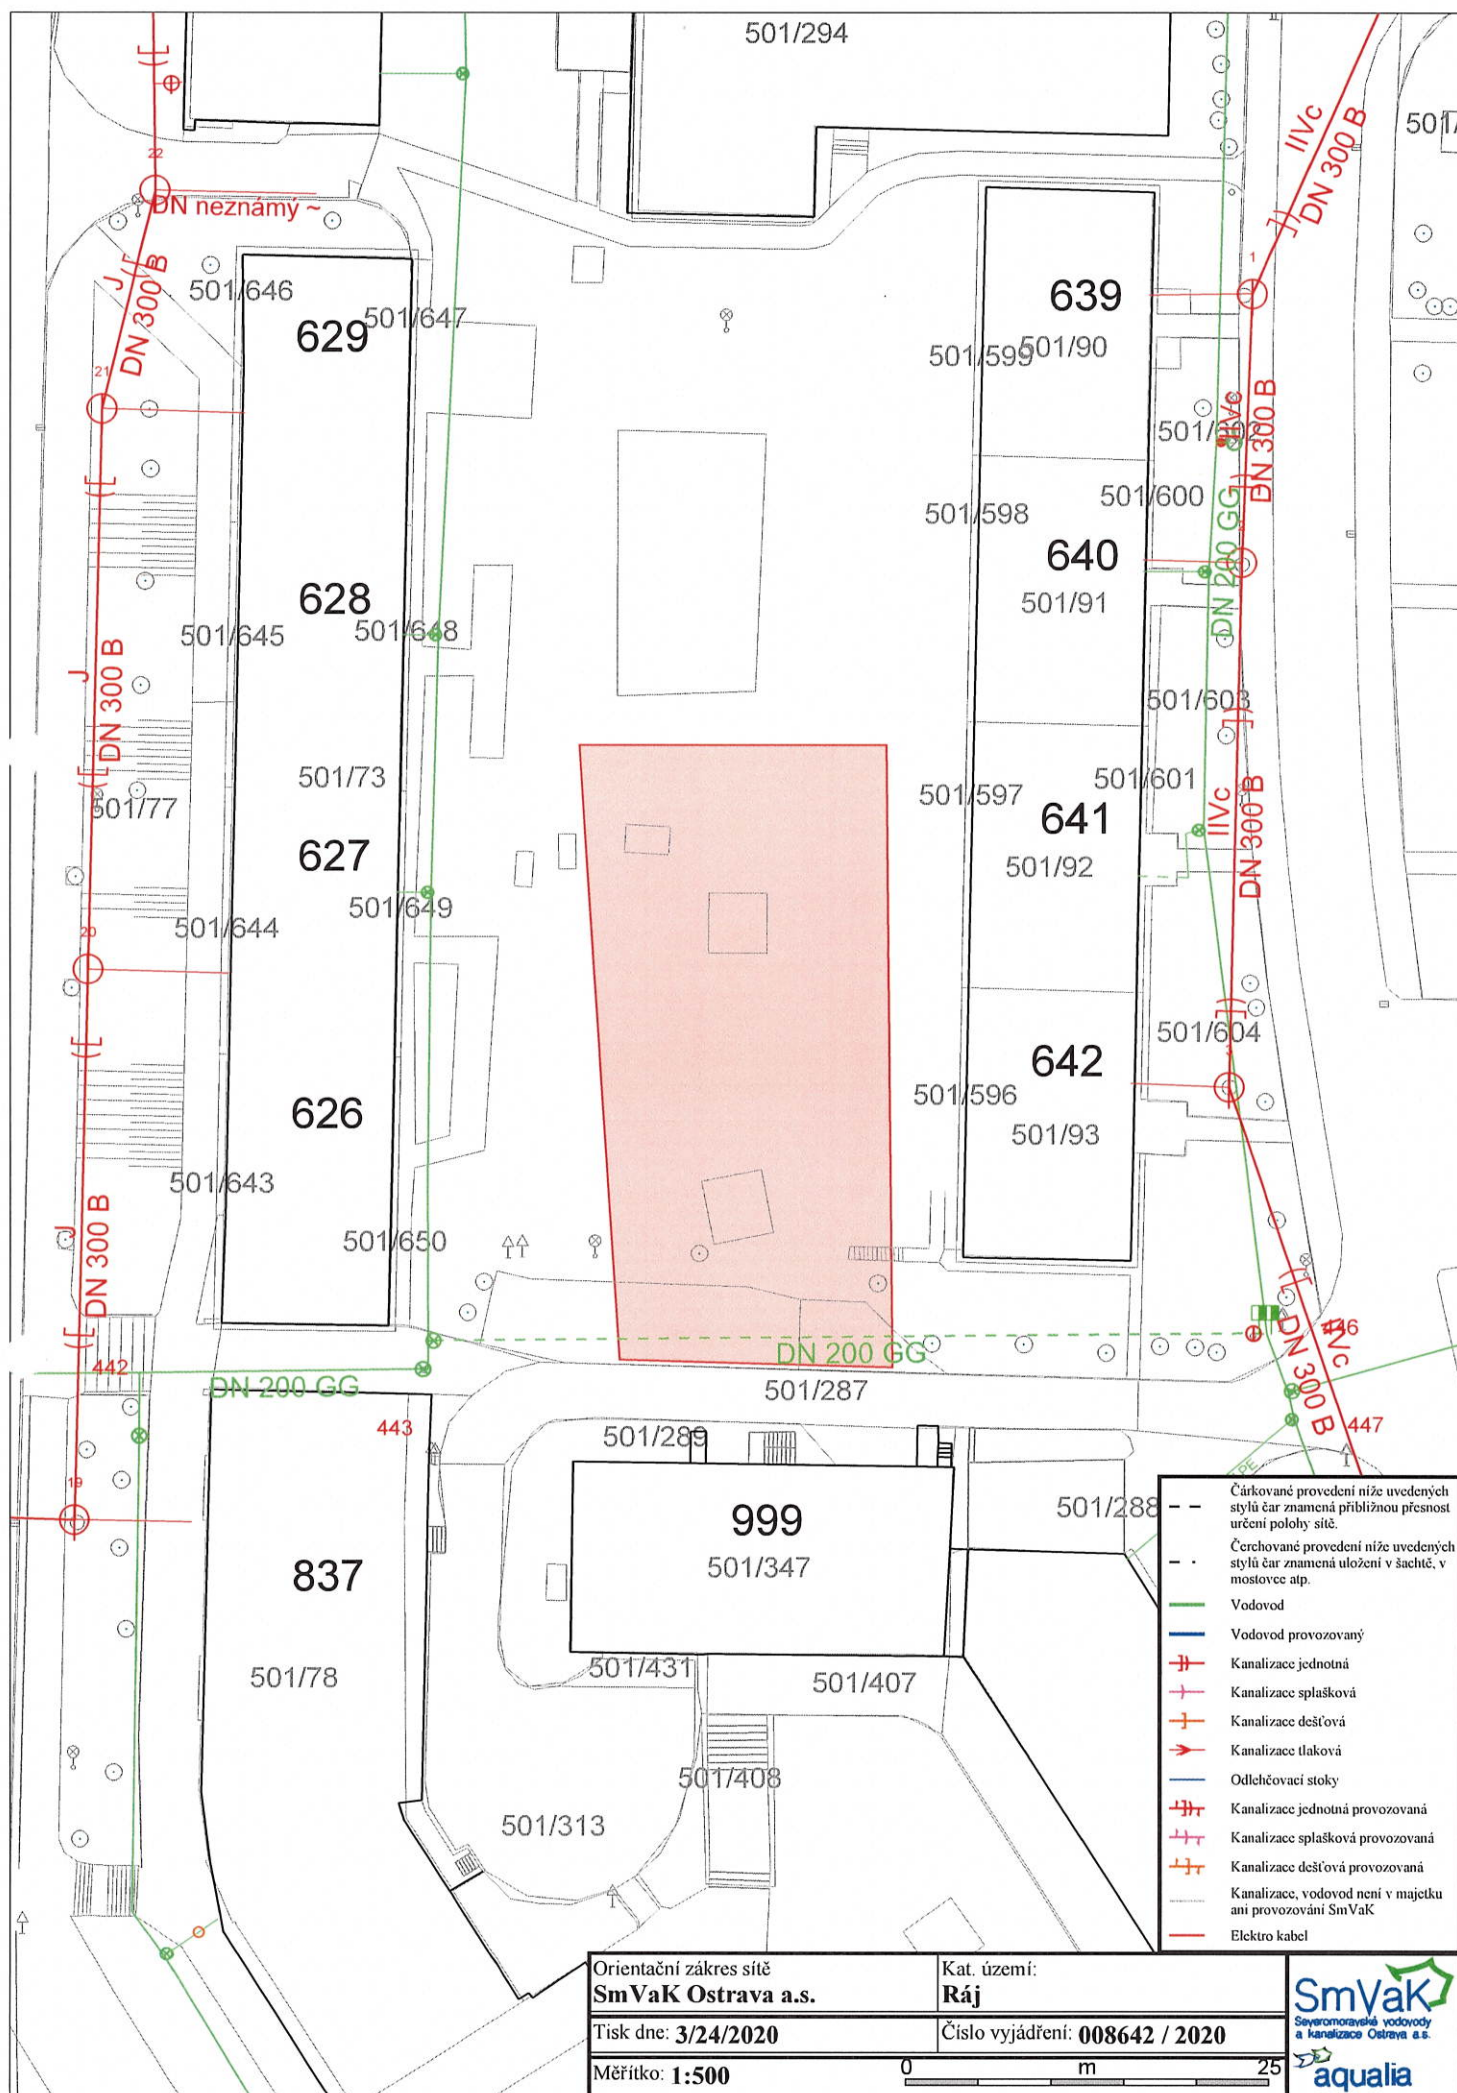 501/294
501/
IIVc
DN 300 B
22
DN neznámý ~
J
DN 300 B
501/646
501/647
629
639
1
501/599
501/90
21
IIVc
DN 300 B
501/602
501/600
501/598
640
DN 200 GG
628
501/91
501/645
501/648
J
DN 300 B
501/603
501/73
501/601
501/77
501/597
641
IIVc
DN 300 B
627
501/92
501/649
501/644
20
501/604
642
501/596
626
501/93
501/643
J
DN 300 B
501/650
446
IIVc
DN 300 B
DN 200 GG
442
DN 200 GG
501/287
443
501/289
447
PE
19
501/288
999
837
501/347
501/78
501/431
501/407
501/408
501/313
Čárkované provedení níže uvedených
stylů čar znamená přibližnou přesnost
určení polohy sítě.
Čerchované provedení níže uvedených
stylů čar znamená uložení v šachtě, v
mostovce atp.
Vodovod
Vodovod provozovaný
Kanalizace jednotná
Kanalizace splašková
Kanalizace dešťová
Kanalizace tlaková
Odlehčovací stoky
Kanalizace jednotná provozovaná
Kanalizace splašková provozovaná
Kanalizace dešťová provozovaná
Kanalizace, vodovod není v majetku
ani provozování SmVaK
Elektro kabel
Orientační zákres sítě
SmVaK Ostrava a.s.
Kat. území:
Ráj
Tisk dne: 3/24/2020
Číslo vyjádření: 008642 / 2020
Měřítko: 1:500
0 m 25
SmVaK
Severomoravské vodovody
a kanalizace Ostrava a.s.
aqualia